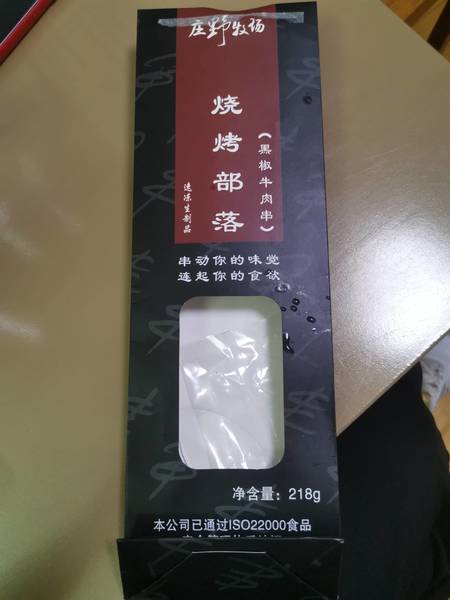 庄野牧场
烧烤部落
（黑椒牛肉串）
速冻生制品
串动你的味觉
连起你的食欲
净含量：218g
本公司已通过ISO22000食品